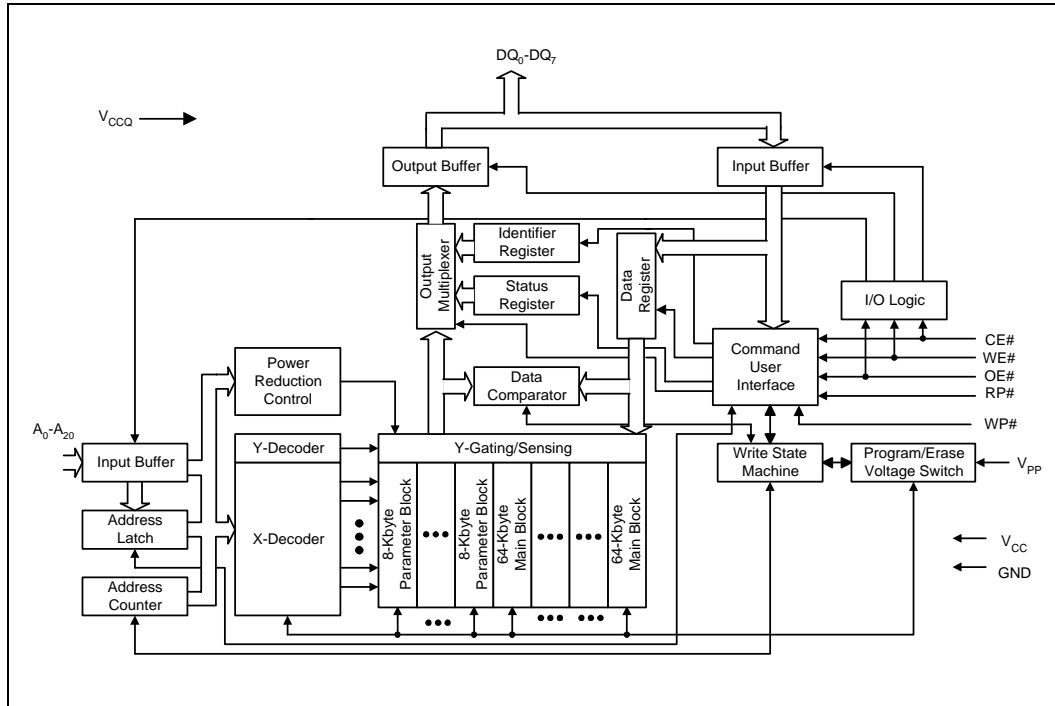 DQ0-DQ7
VCCQ
Output Buffer
Input Buffer
Output
Multiplexer
Identifier
Register
Status
Register
Data
Register
I/O Logic
Command
User
Interface
CE#
WE#
OE#
RP#
WP#
Power
Reduction
Control
Data
Comparator
A0-A20
Input Buffer
Y-Decoder
Y-Gating/Sensing
Write State
Machine
Program/Erase
Voltage Switch
VPP
Address
Latch
X-Decoder
8-Kbyte
Parameter Block
8-Kbyte
Parameter Block
64-Kbyte
Main Block
64-Kbyte
Main Block
VCC
GND
Address
Counter